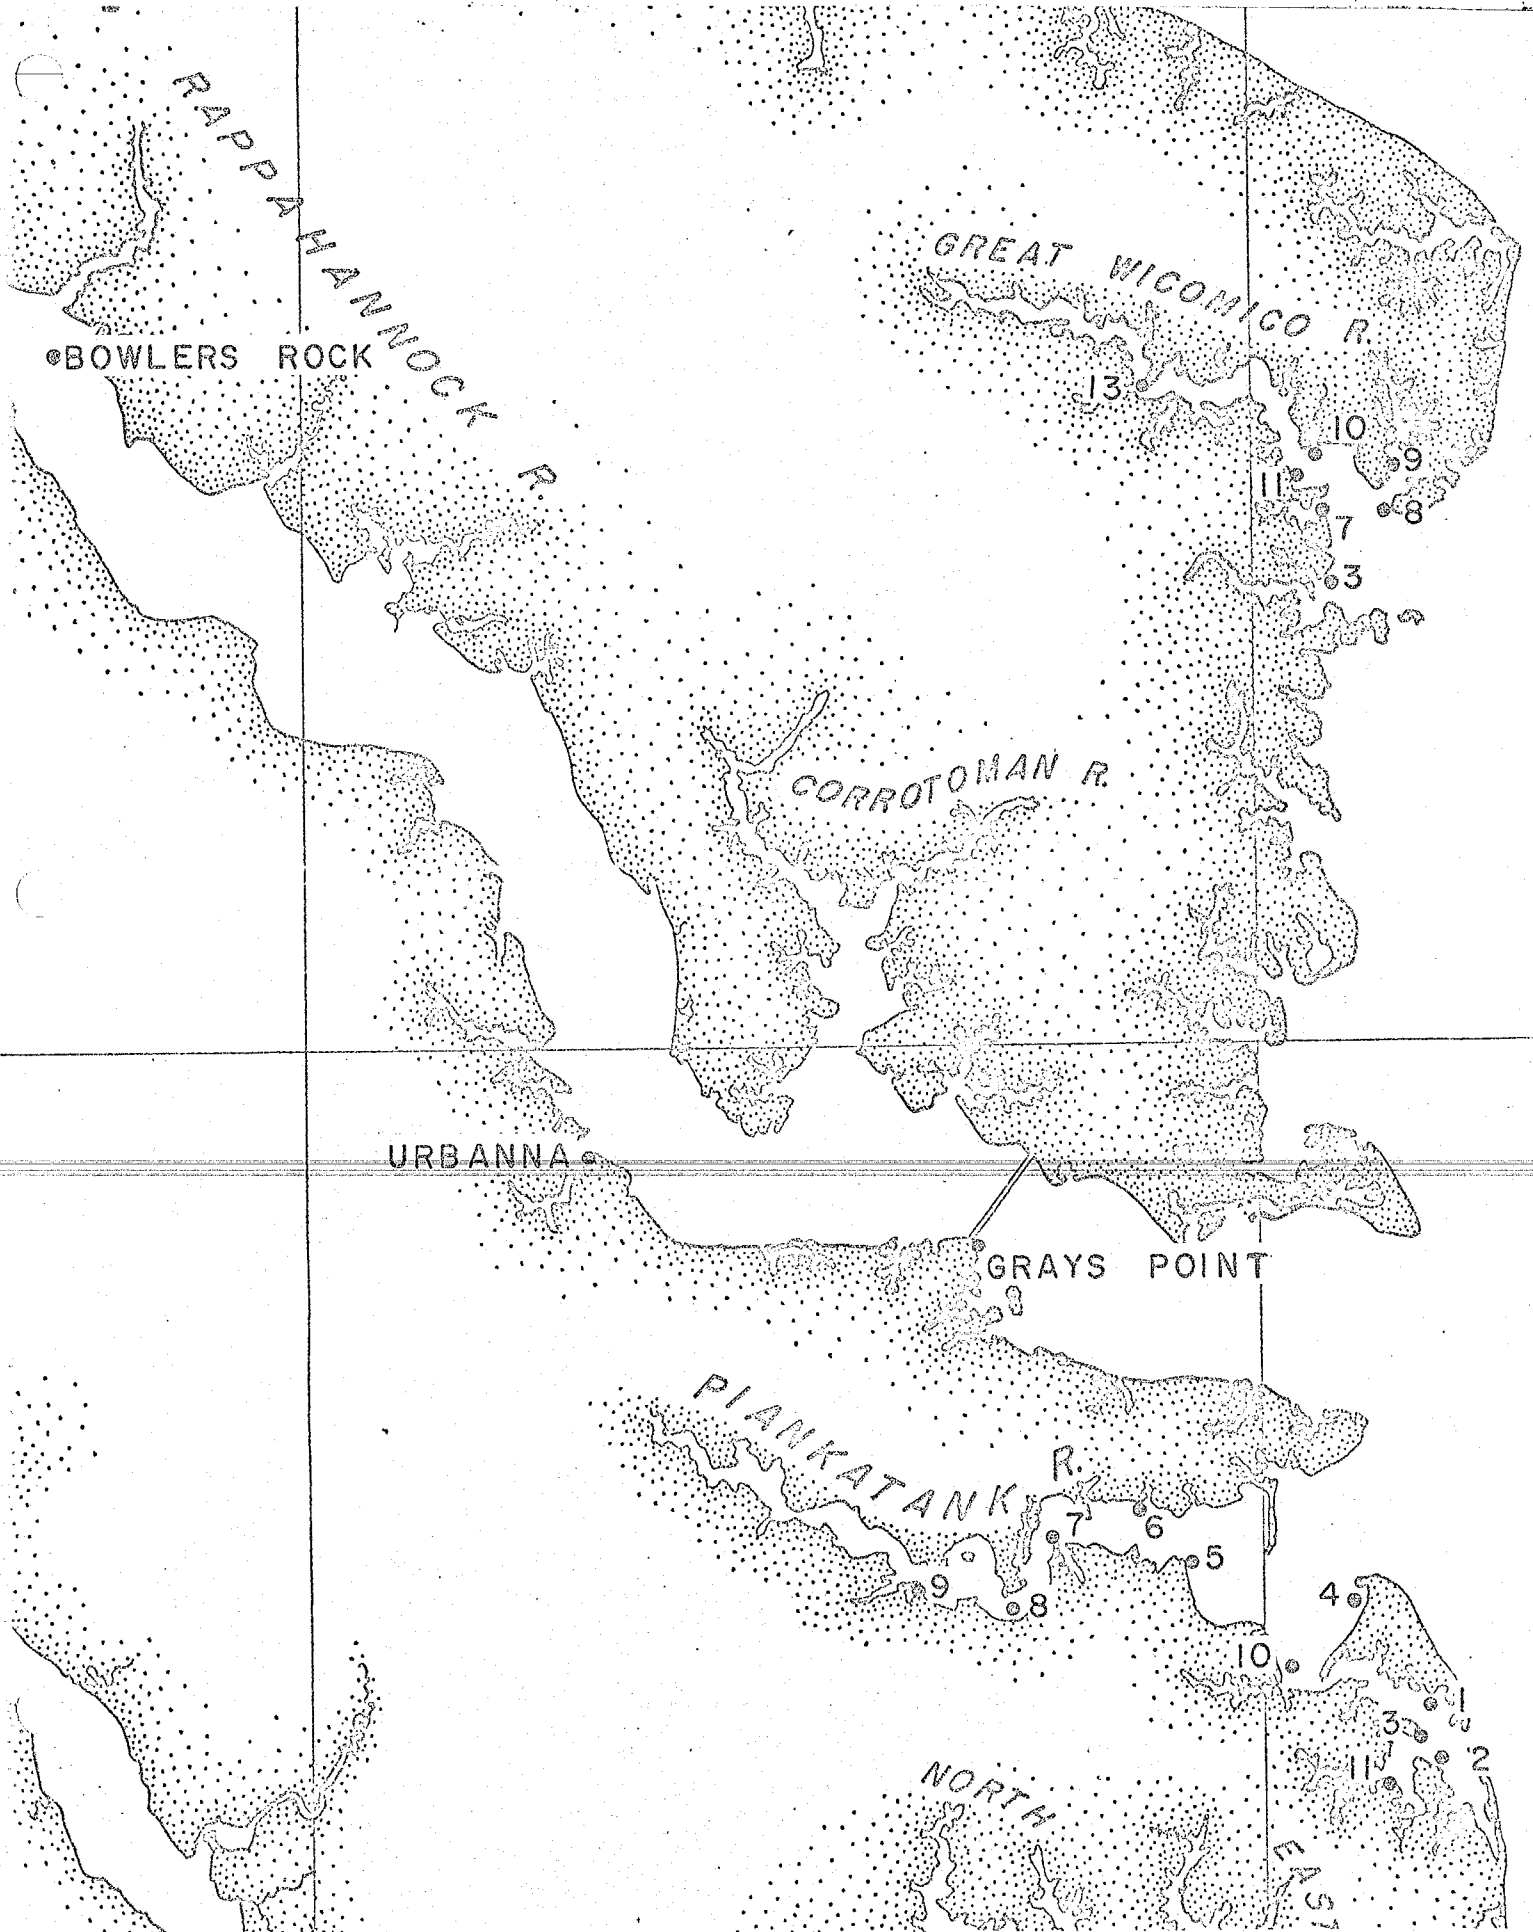 RAPPAHANNOCK R.
GREAT WICOMICO R.
BOWLERS ROCK
13
10
9
11
8
7
3
CORROTOMAN R.
URBANNA
GRAYS POINT
PIANKATANK R.
7
6
5
9
8
4
10
1
3
2
11
NORTH
EAST